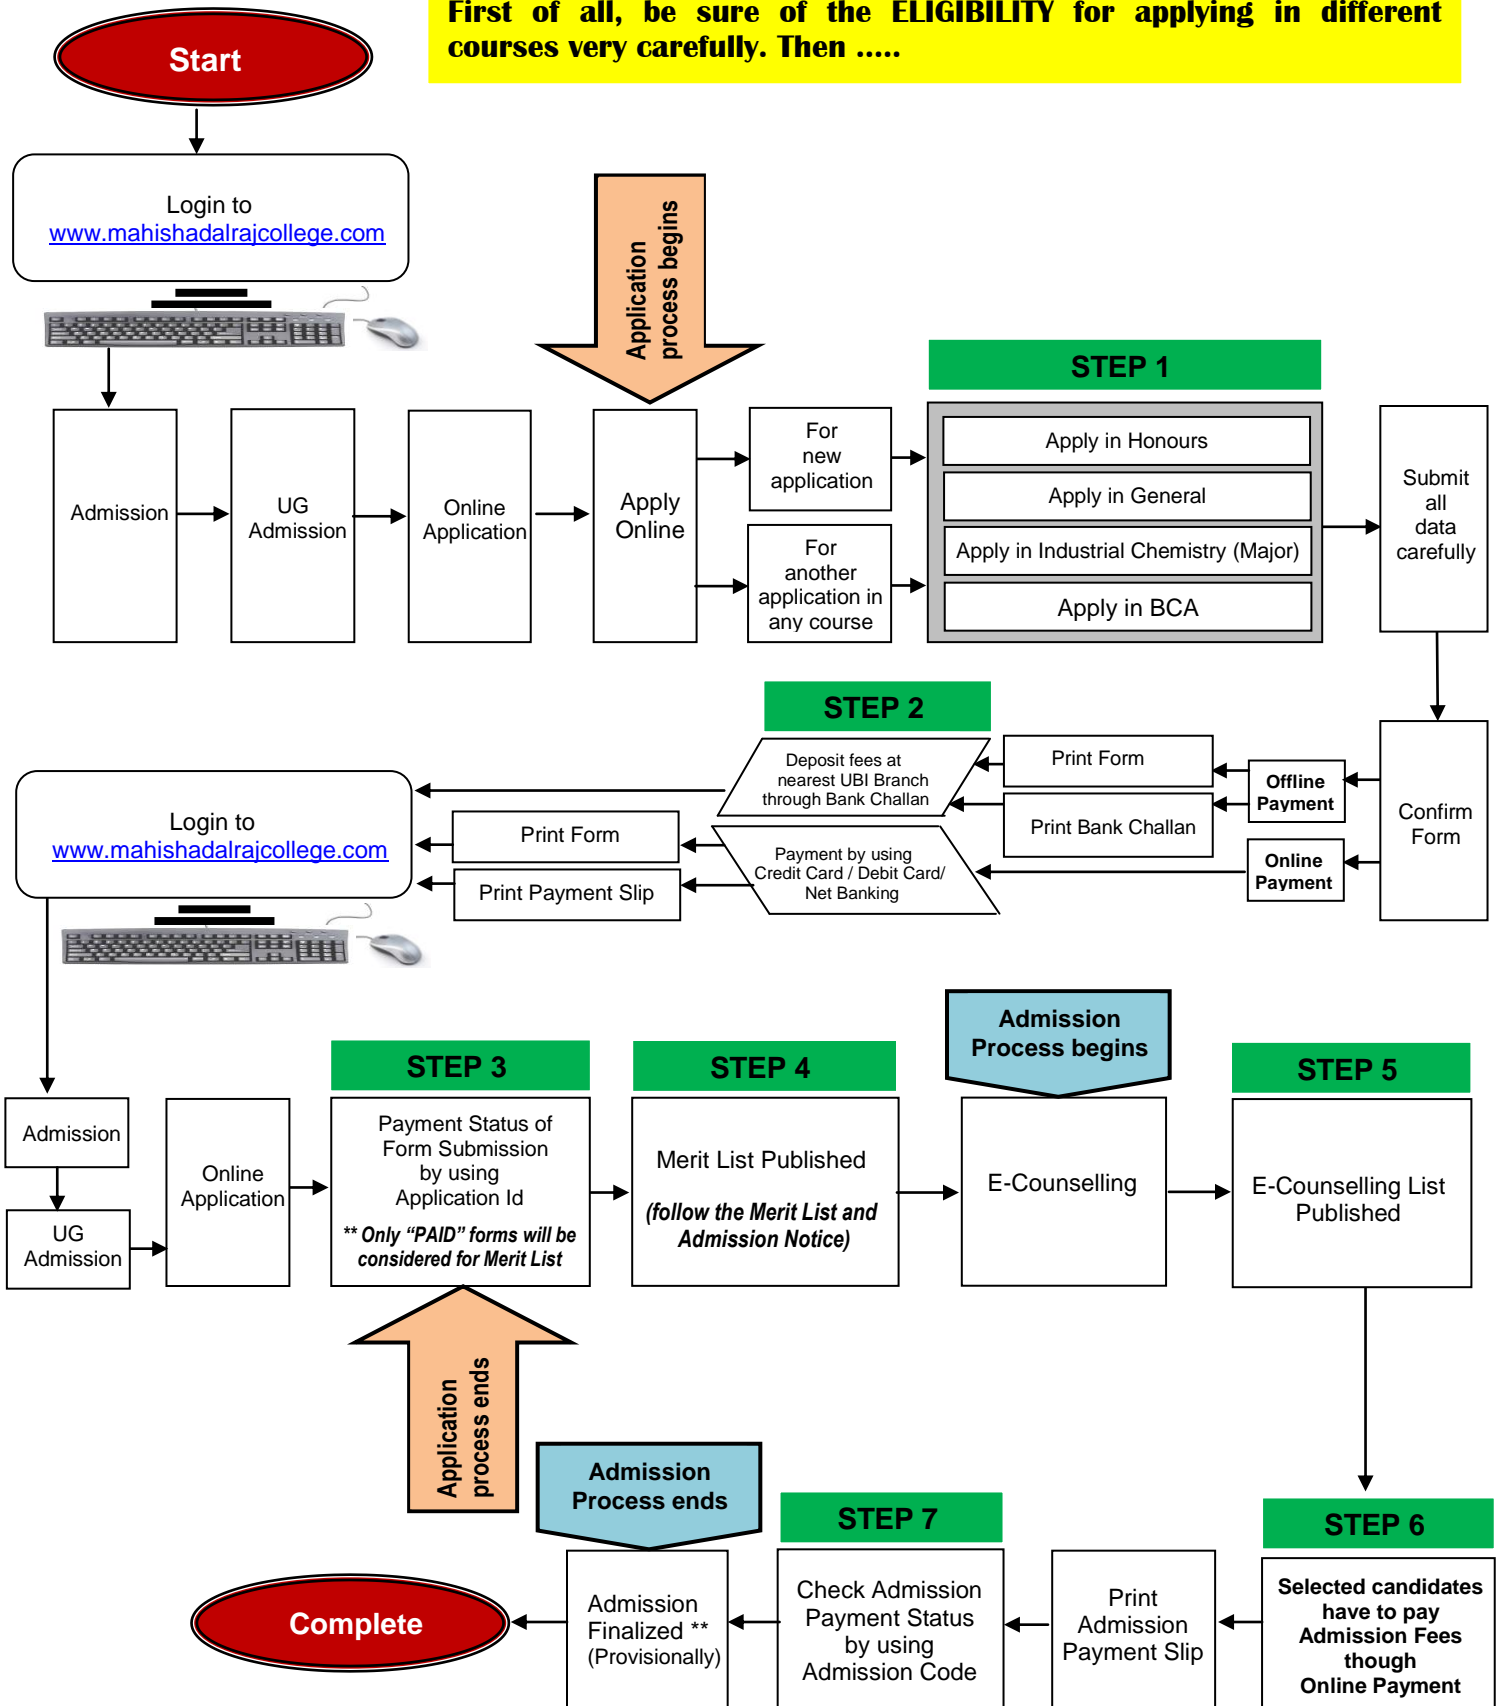 First of all, be sure of the ELIGIBILITY for applying in different
courses very carefully. Then .....
Start
Login to
www.mahishadalrajcollege.com
Application
process begins
STEP 1
Admission
UG
Admission
Online
Application
Apply
Online
For
new
application
For
another
application in
any course
Apply in Honours
Apply in General
Apply in Industrial Chemistry (Major)
Apply in BCA
Submit
all
data
carefully
STEP 2
Confirm
Form
Offline
Payment
Online
Payment
Print Form
Print Bank Challan
Deposit fees at
nearest UBI Branch
through Bank Challan
Payment by using
Credit Card / Debit Card/
Net Banking
Print Form
Print Payment Slip
Login to
www.mahishadalrajcollege.com
Admission
UG
Admission
Online
Application
STEP 3
Payment Status of
Form Submission
by using
Application Id
** Only “PAID” forms will be
considered for Merit List
Application
process ends
STEP 4
Merit List Published
(follow the Merit List and
Admission Notice)
Admission
Process begins
E-Counselling
STEP 5
E-Counselling List
Published
STEP 6
Selected candidates
have to pay
Admission Fees
though
Online Payment
Print
Admission
Payment Slip
STEP 7
Check Admission
Payment Status
by using
Admission Code
Admission
Process ends
Admission
Finalized **
(Provisionally)
Complete